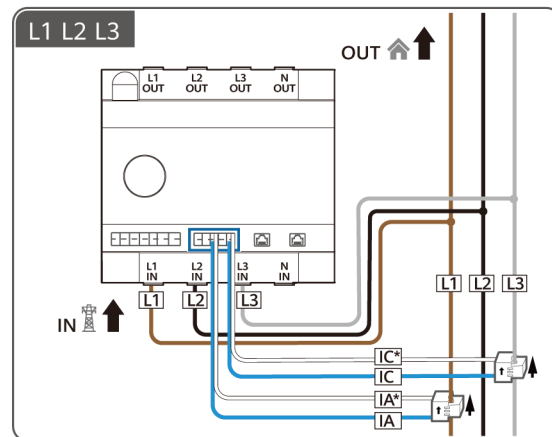 L1 L2 L3
OUT
L1 OUT
L2 OUT
L3 OUT
N OUT
L1 IN
L2 IN
L3 IN
N IN
L1
L2
L3
L1
L2
L3
IN
IC*
IC
IA*
IA